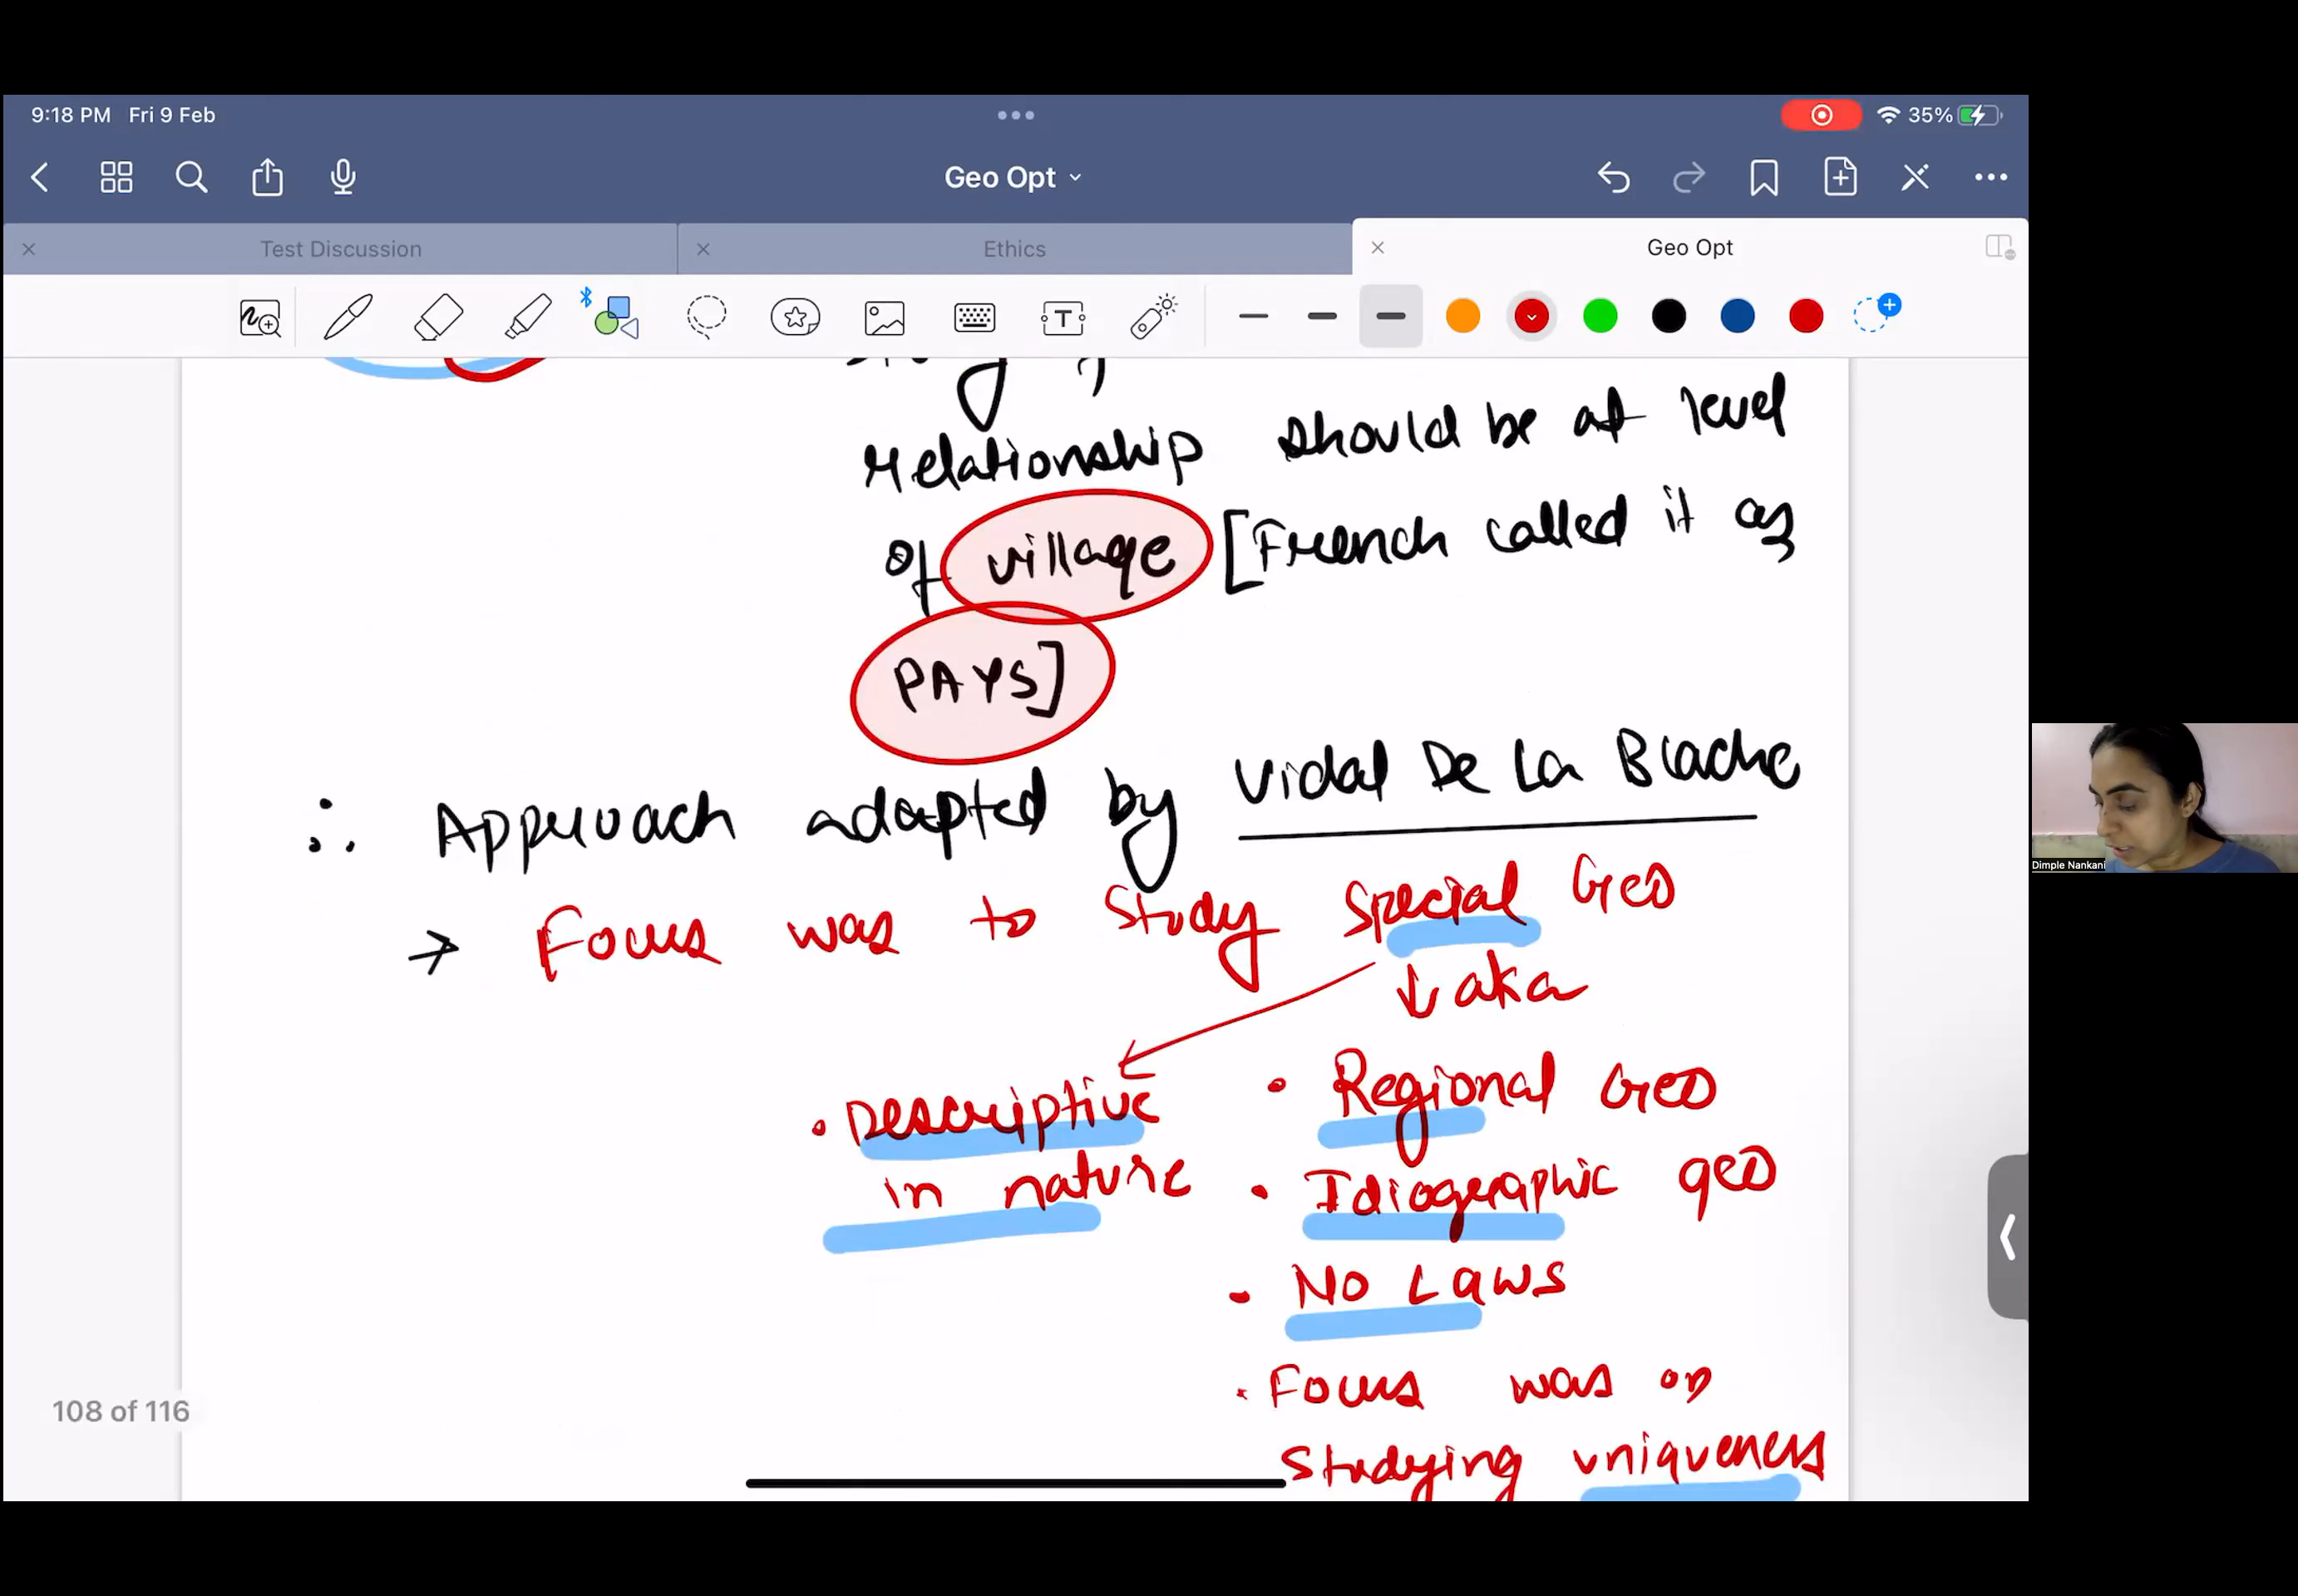 9:18 PM Fri 9 Feb
35%
Geo Opt
Test Discussion
Ethics
Geo Opt
T
relationship should be at level
of village [French called it as
PAYS]
∴ Approach adapted by Vidal De La Blache
→ Focus was to study special Geo
↓ aka
• Descriptive
in nature
• Regional Geo
• Idiographic geo
• No Laws
• Focus was on
studying uniqueness
108 of 116
Dimple Nankani